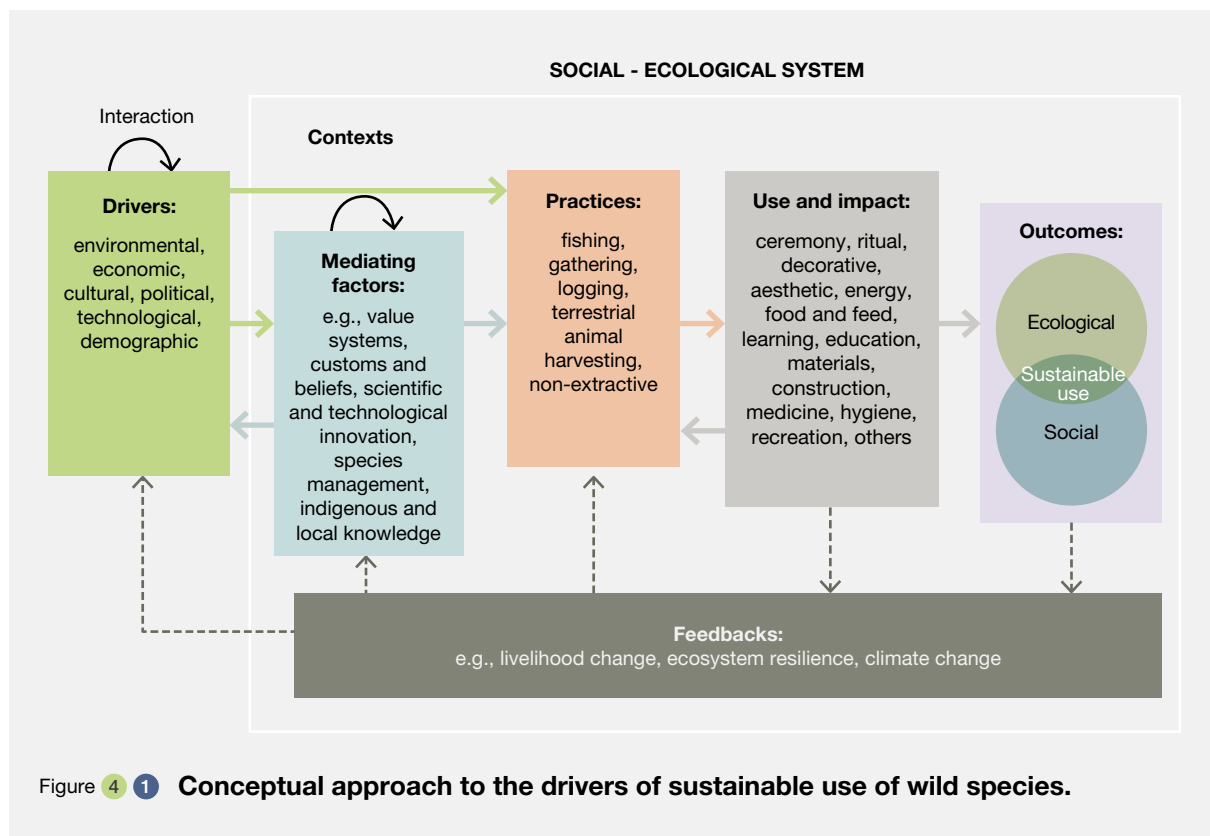 SOCIAL - ECOLOGICAL SYSTEM
Interaction
Contexts
Drivers:
environmental,
economic,
cultural, political,
technological,
demographic
Mediating
factors:
e.g., value
systems,
customs and
beliefs, scientific
and technological
innovation,
species
management,
indigenous and
local knowledge
Practices:
fishing,
gathering,
logging,
terrestrial
animal
harvesting,
non-extractive
Use and impact:
ceremony, ritual,
decorative,
aesthetic, energy,
food and feed,
learning, education,
materials,
construction,
medicine, hygiene,
recreation, others
Outcomes:
Ecological
Sustainable
use
Social
Feedbacks:
e.g., livelihood change, ecosystem resilience, climate change
Figure 4 1 Conceptual approach to the drivers of sustainable use of wild species.